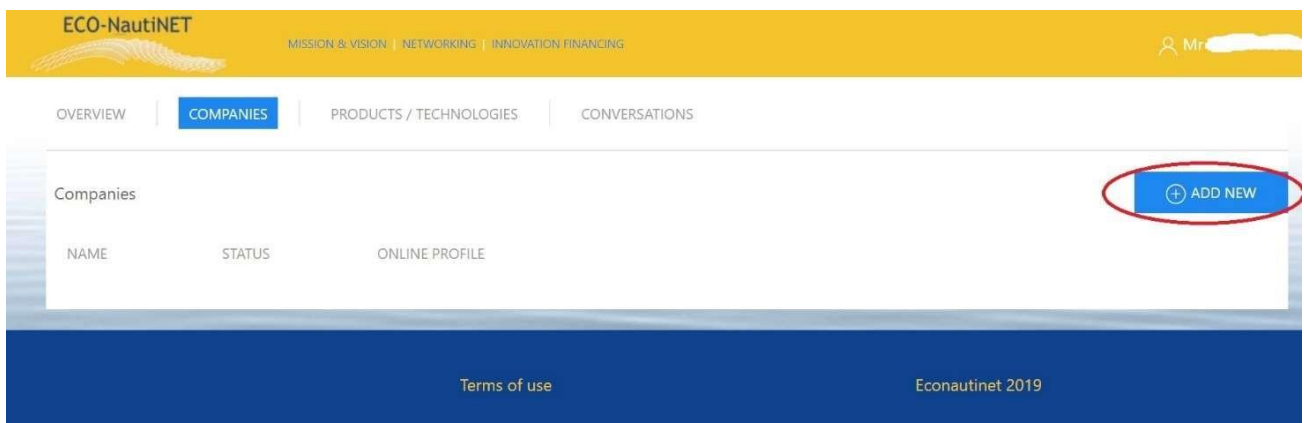 ECO-NautiNET
MISSION & VISION | NETWORKING | INNOVATION FINANCING
Mr
OVERVIEW
COMPANIES
PRODUCTS / TECHNOLOGIES
CONVERSATIONS
Companies
ADD NEW
NAME STATUS ONLINE PROFILE
Terms of use
Econautinet 2019